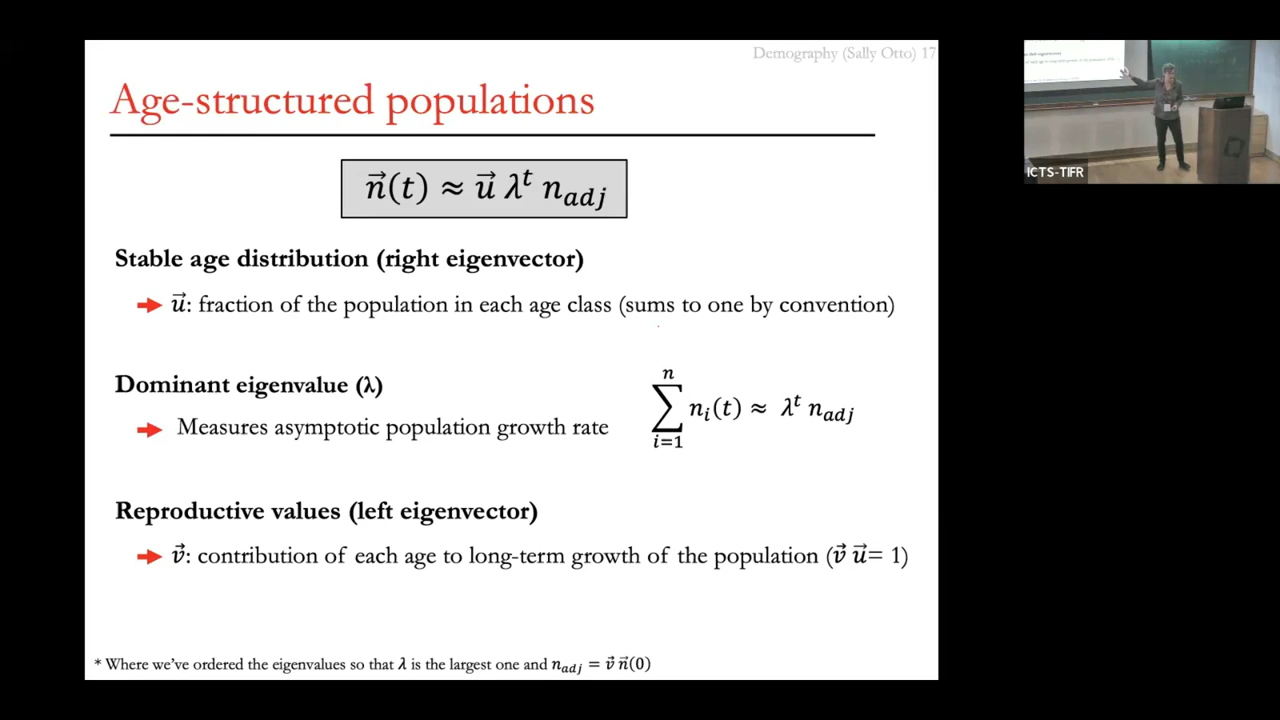 Demography (Sally Otto) 17
Age-structured populations
n⃗(t) ≈ u⃗ λᵗ n_adj
Stable age distribution (right eigenvector)
u⃗: fraction of the population in each age class (sums to one by convention)
Dominant eigenvalue (λ)
Measures asymptotic population growth rate
∑_{i=1}^{n} n_i(t) ≈ λᵗ n_adj
Reproductive values (left eigenvector)
v⃗: contribution of each age to long-term growth of the population (v⃗ u⃗= 1)
* Where we've ordered the eigenvalues so that λ is the largest one and n_adj = v⃗ n⃗(0)
ICTS-TIFR